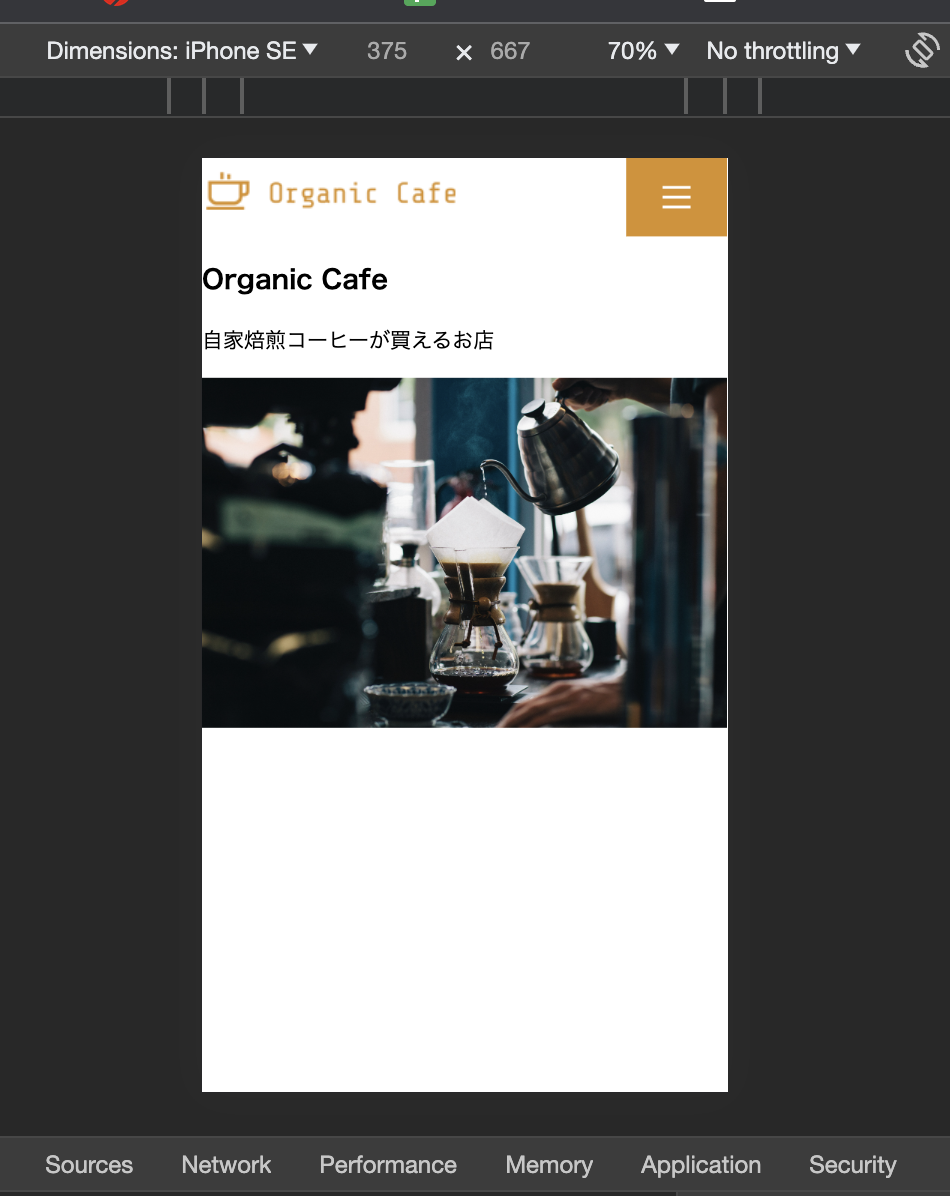 Dimensions: iPhone SE ▼ 375 × 667 70% ▼ No throttling ▼
Organic Cafe
Organic Cafe
自家焙煎コーヒーが買えるお店
Sources Network Performance Memory Application Security